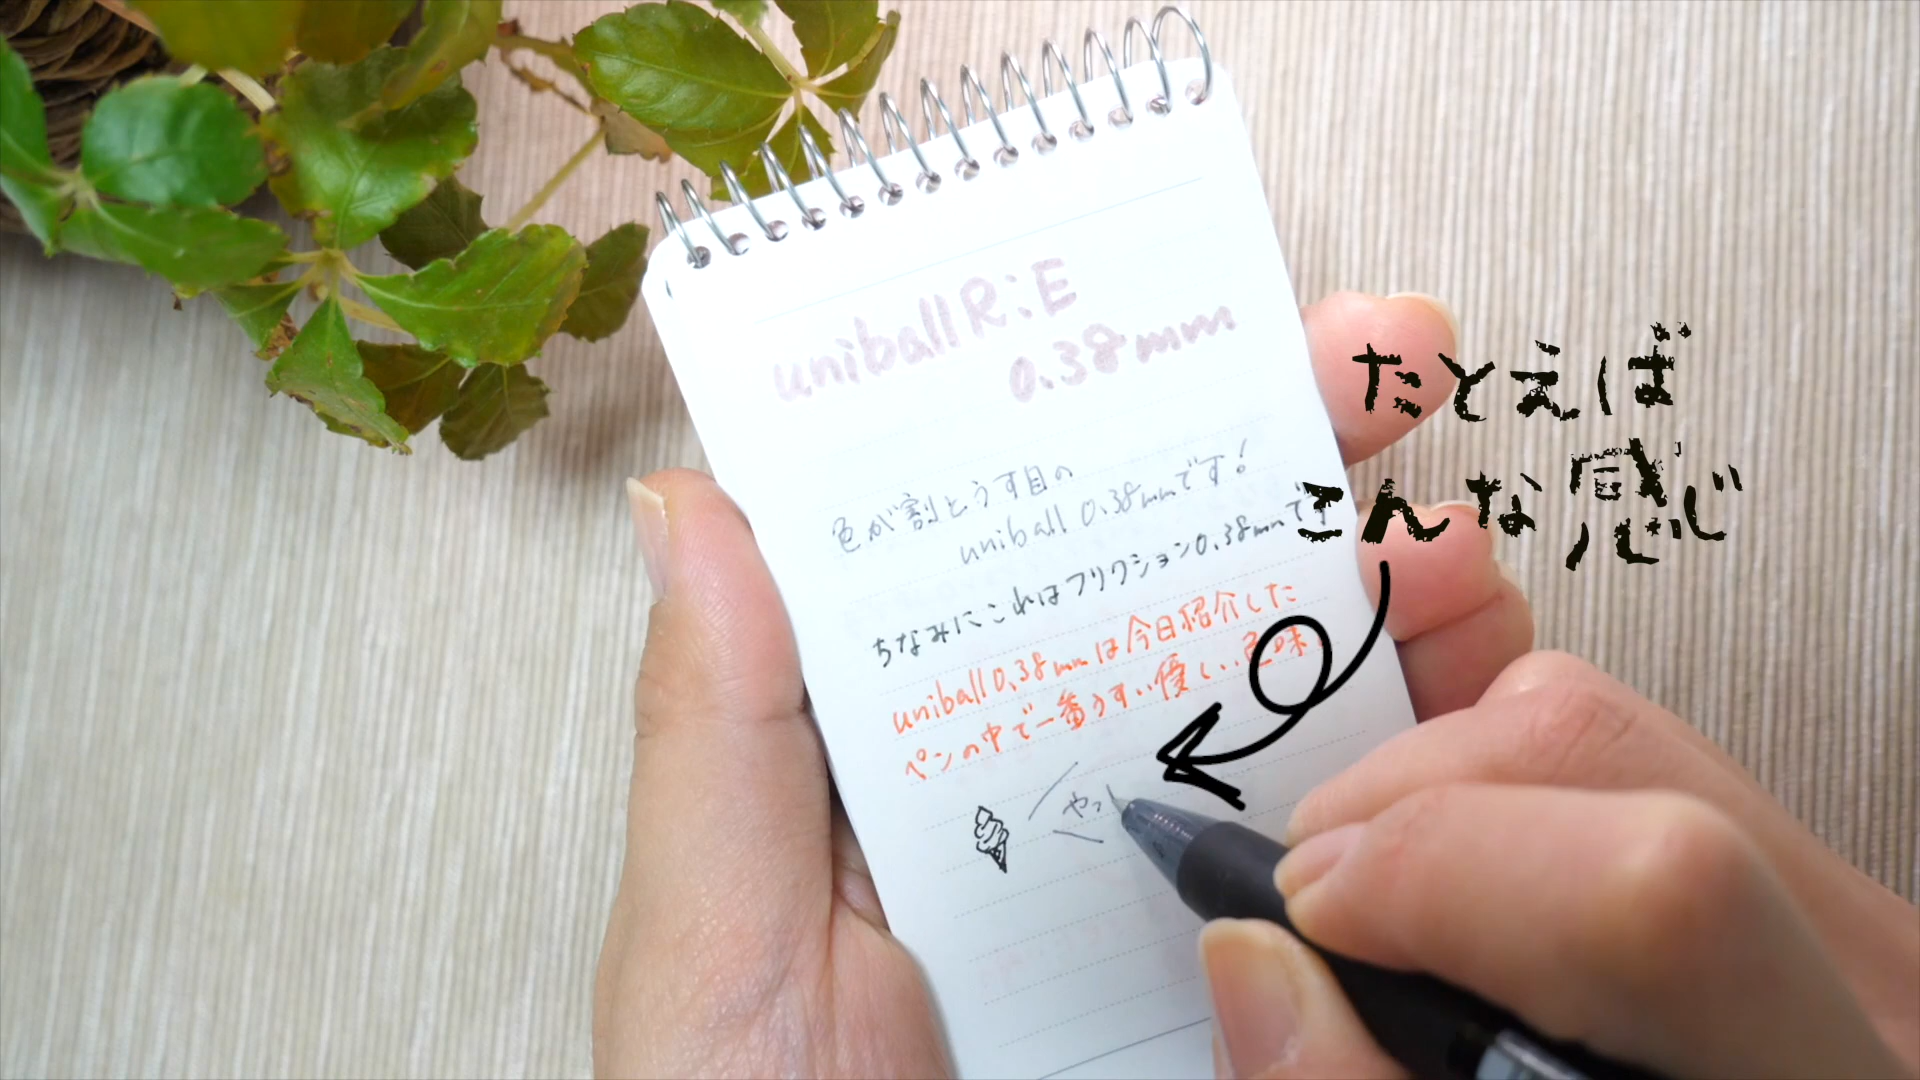 uniball R:E
0.38mm
色が割とうす目の
uniball 0.38mmです!
ちなみにこれはフリクション0.38mmです
uniball 0.38mmは今日紹介した
ペンの中で一番うすい優しい色味。
やっ
たとえば
こんな感じ